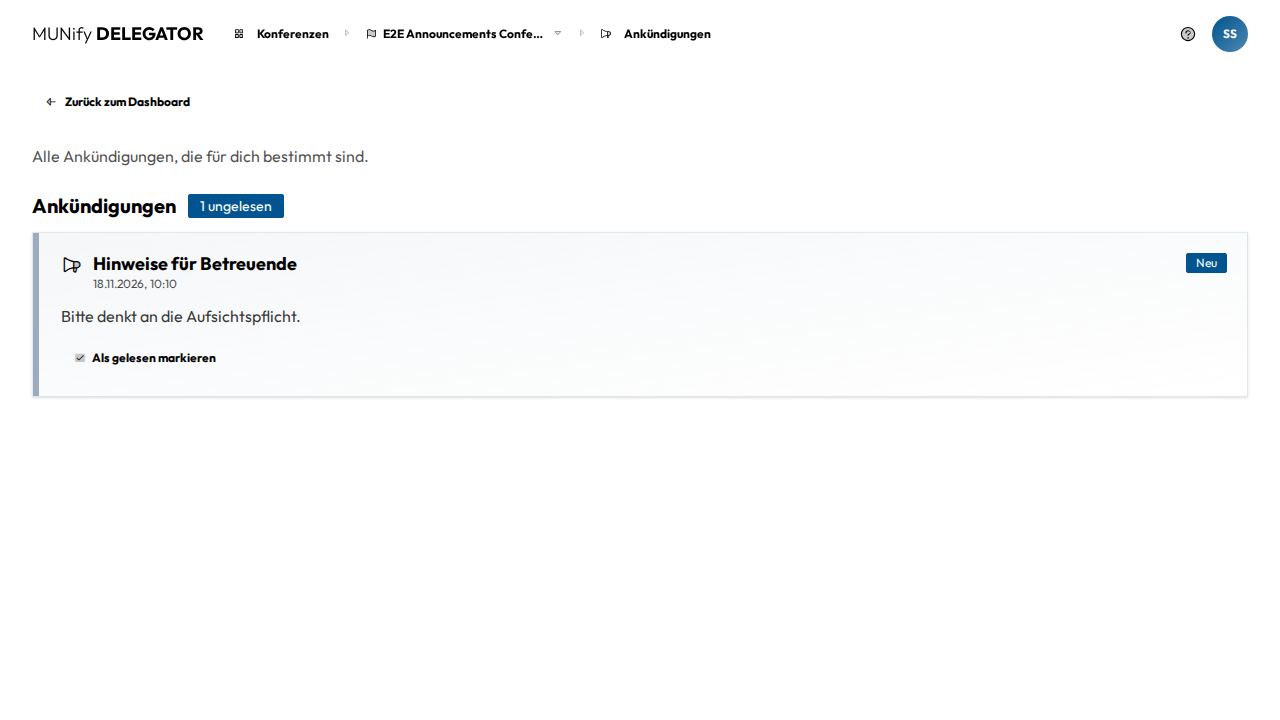 MUNify DELEGATOR
Konferenzen
E2E Announcements Confe...
Ankündigungen
SS
Zurück zum Dashboard
Alle Ankündigungen, die für dich bestimmt sind.
Ankündigungen
1 ungelesen
Hinweise für Betreuende
Neu
18.11.2026, 10:10
Bitte denkt an die Aufsichtspflicht.
Als gelesen markieren